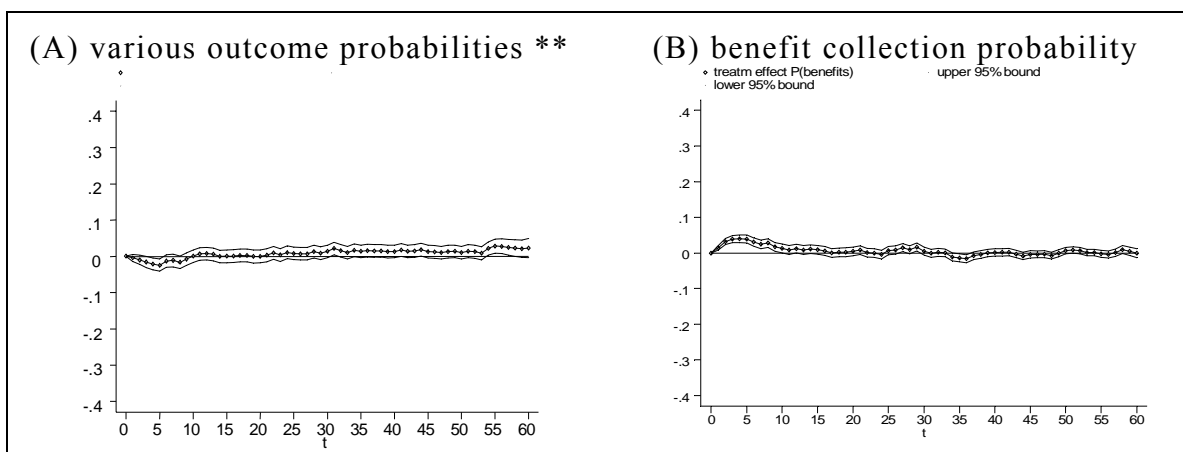 (A) various outcome probabilities **
.4
.3
.2
.1
0
-.1
-.2
-.3
-.4
0 5 10 15 20 25 30 35 40 45 50 55 60
t
(B) benefit collection probability
treatm effect P(benefits) upper 95% bound
lower 95% bound
.4
.3
.2
.1
0
-.1
-.2
-.3
-.4
0 5 10 15 20 25 30 35 40 45 50 55 60
t